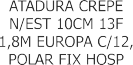 ATADURA CREPE
N/EST 10CM 13F
1,8M EUROPA C/12,
POLAR FIX HOSP